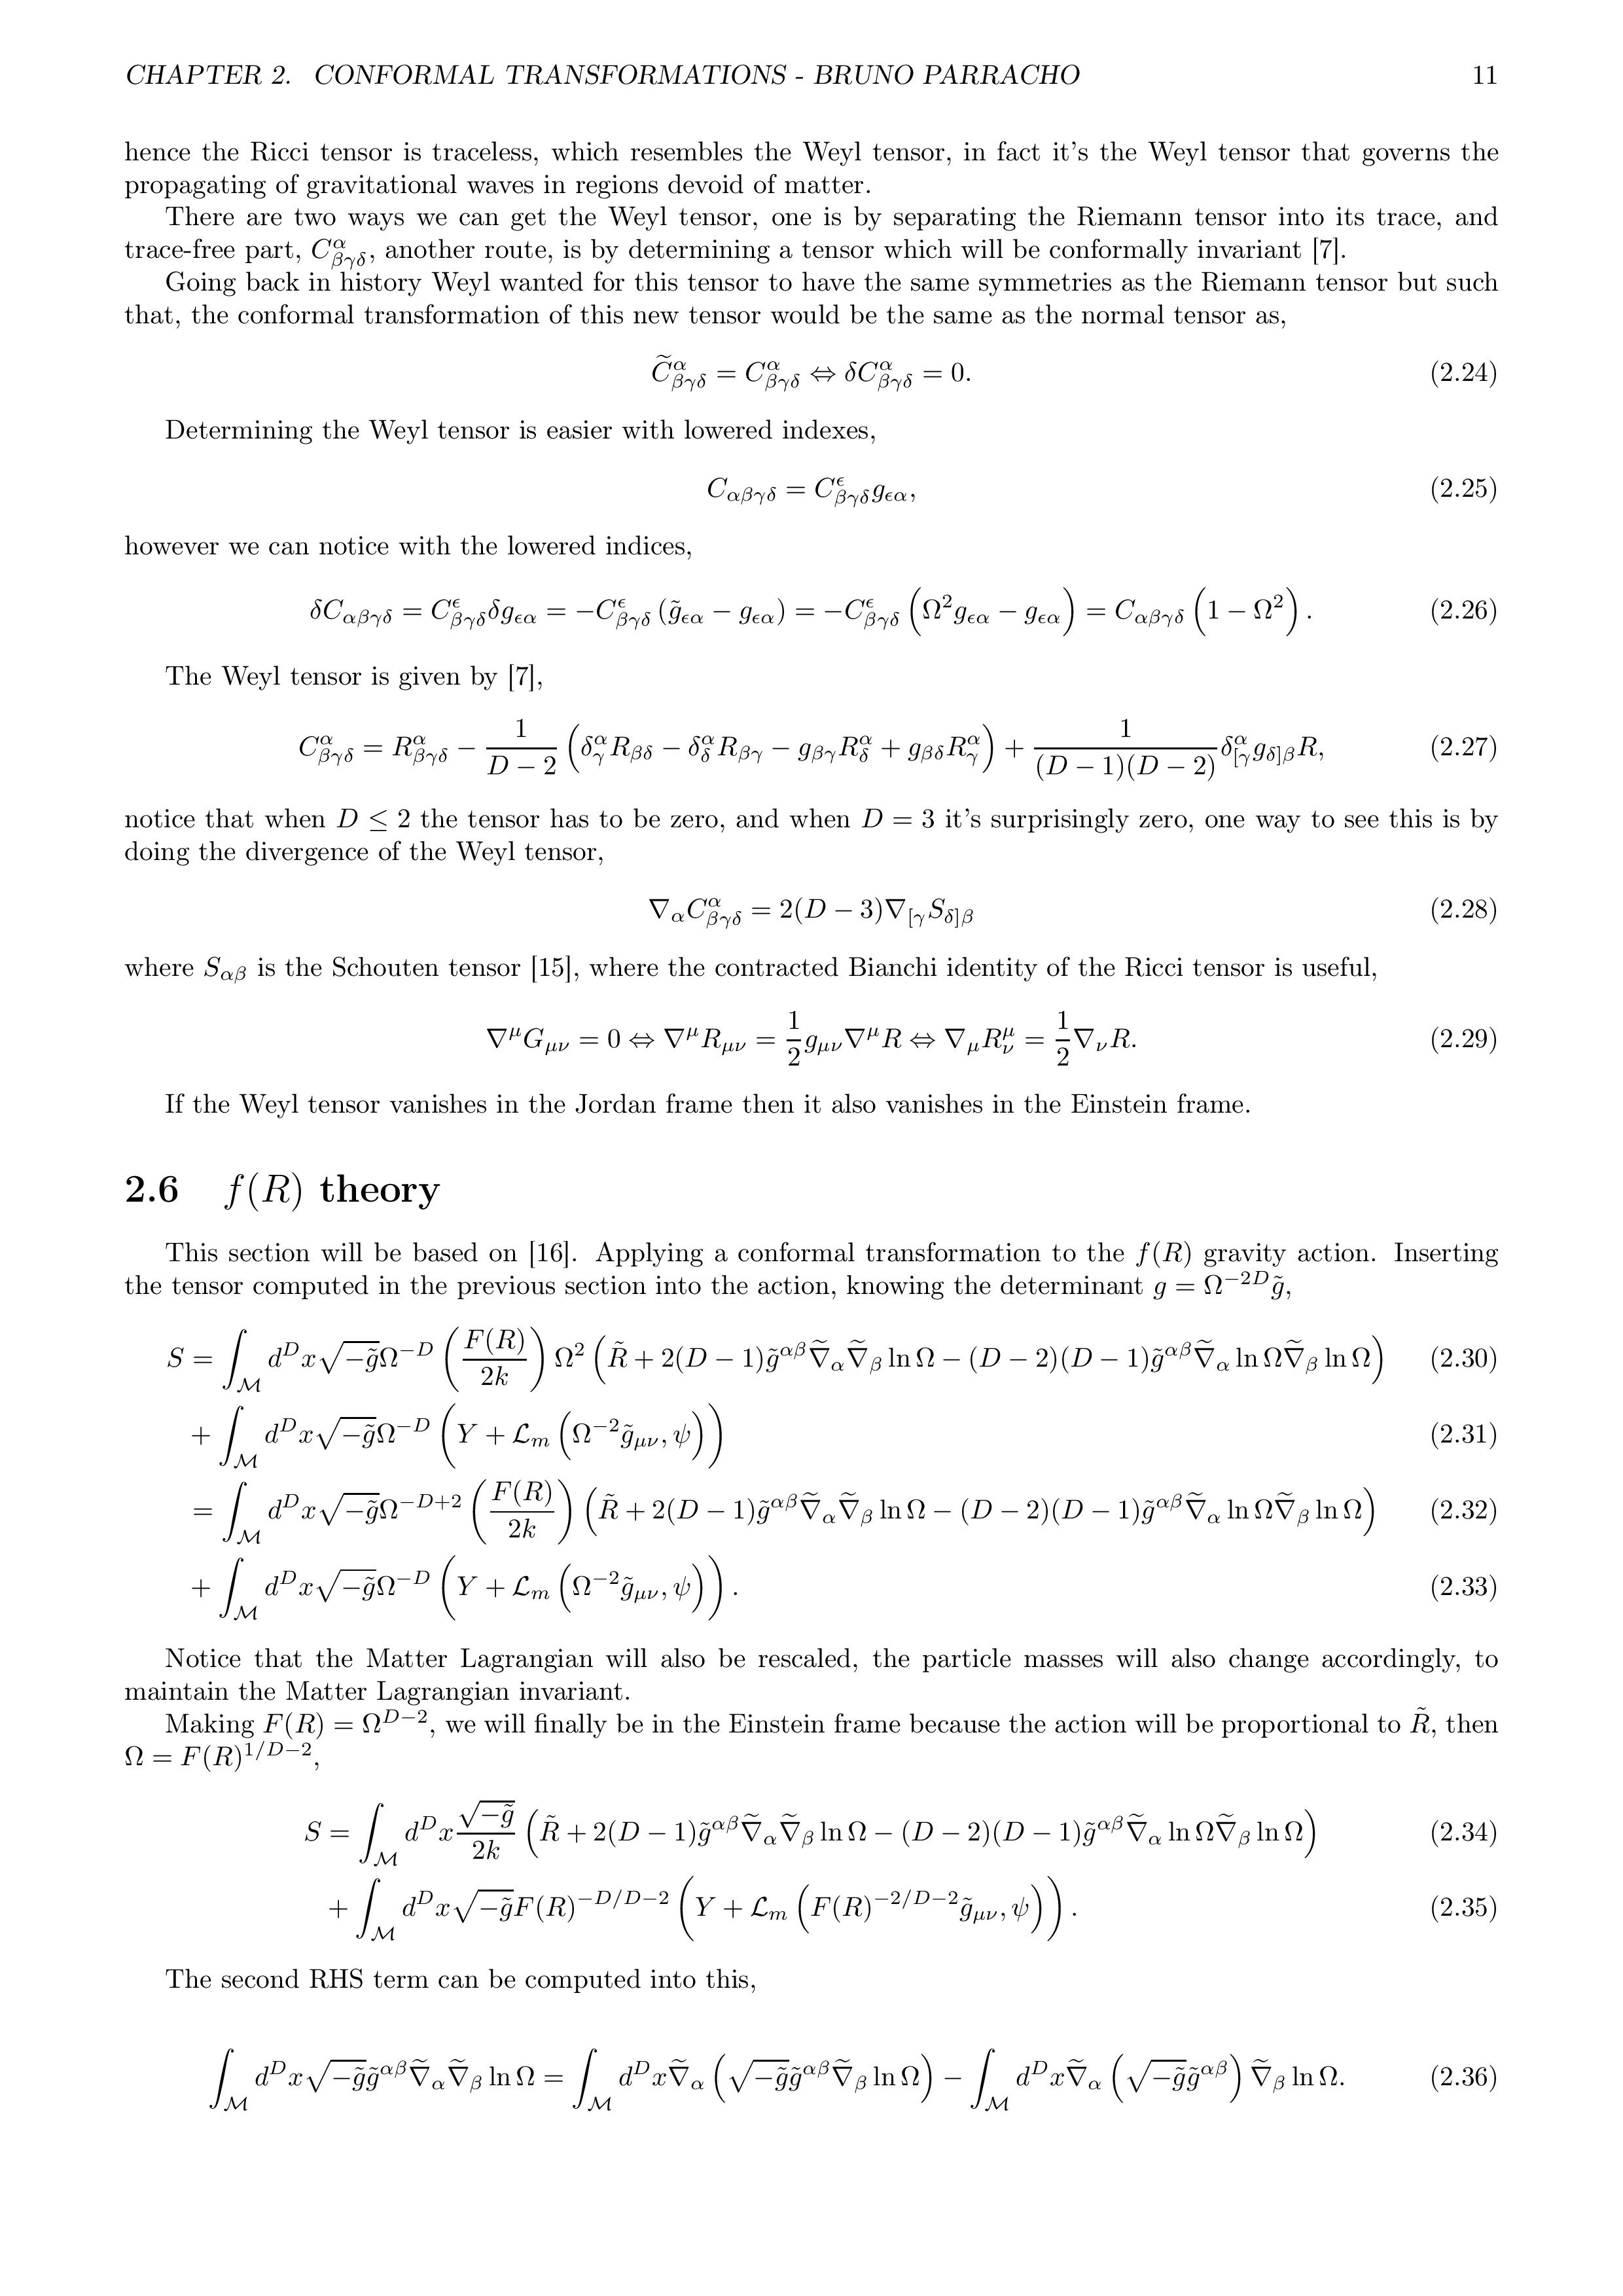 CHAPTER 2. CONFORMAL TRANSFORMATIONS - BRUNO PARRACHO 11
hence the Ricci tensor is traceless, which resembles the Weyl tensor, in fact it's the Weyl tensor that governs the
propagating of gravitational waves in regions devoid of matter.
There are two ways we can get the Weyl tensor, one is by separating the Riemann tensor into its trace, and
trace-free part, $C^{\alpha}_{\beta\gamma\delta}$, another route, is by determining a tensor which will be conformally invariant [7].
Going back in history Weyl wanted for this tensor to have the same symmetries as the Riemann tensor but such
that, the conformal transformation of this new tensor would be the same as the normal tensor as,
$\widetilde{C}^{\alpha}_{\beta\gamma\delta} = C^{\alpha}_{\beta\gamma\delta} \Leftrightarrow \delta C^{\alpha}_{\beta\gamma\delta} = 0.$ (2.24)
Determining the Weyl tensor is easier with lowered indexes,
$C_{\alpha\beta\gamma\delta} = C^{\epsilon}_{\beta\gamma\delta} g_{\epsilon\alpha},$ (2.25)
however we can notice with the lowered indices,
$\delta C_{\alpha\beta\gamma\delta} = C^{\epsilon}_{\beta\gamma\delta} \delta g_{\epsilon\alpha} = -C^{\epsilon}_{\beta\gamma\delta} \left(\tilde{g}_{\epsilon\alpha} - g_{\epsilon\alpha}\right) = -C^{\epsilon}_{\beta\gamma\delta} \left(\Omega^2 g_{\epsilon\alpha} - g_{\epsilon\alpha}\right) = C_{\alpha\beta\gamma\delta} \left(1 - \Omega^2\right).$ (2.26)
The Weyl tensor is given by [7],
$C^{\alpha}_{\beta\gamma\delta} = R^{\alpha}_{\beta\gamma\delta} - \frac{1}{D-2} \left(\delta^{\alpha}_{\gamma} R_{\beta\delta} - \delta^{\alpha}_{\delta} R_{\beta\gamma} - g_{\beta\gamma} R^{\alpha}_{\delta} + g_{\beta\delta} R^{\alpha}_{\gamma}\right) + \frac{1}{(D-1)(D-2)} \delta^{\alpha}_{[\gamma} g_{\delta]\beta} R,$ (2.27)
notice that when $D \leq 2$ the tensor has to be zero, and when $D = 3$ it's surprisingly zero, one way to see this is by
doing the divergence of the Weyl tensor,
$\nabla_{\alpha} C^{\alpha}_{\beta\gamma\delta} = 2(D-3) \nabla_{[\gamma} S_{\delta]\beta}$ (2.28)
where $S_{\alpha\beta}$ is the Schouten tensor [15], where the contracted Bianchi identity of the Ricci tensor is useful,
$\nabla^{\mu} G_{\mu\nu} = 0 \Leftrightarrow \nabla^{\mu} R_{\mu\nu} = \frac{1}{2} g_{\mu\nu} \nabla^{\mu} R \Leftrightarrow \nabla_{\mu} R^{\mu}_{\nu} = \frac{1}{2} \nabla_{\nu} R.$ (2.29)
If the Weyl tensor vanishes in the Jordan frame then it also vanishes in the Einstein frame.
2.6 $f(R)$ theory
This section will be based on [16]. Applying a conformal transformation to the $f(R)$ gravity action. Inserting
the tensor computed in the previous section into the action, knowing the determinant $g = \Omega^{-2D} \tilde{g}$,
$S = \int_{\mathcal{M}} d^D x \sqrt{-\tilde{g}} \Omega^{-D} \left(\frac{F(R)}{2k}\right) \Omega^2 \left(\tilde{R} + 2(D-1) \tilde{g}^{\alpha\beta} \widetilde{\nabla}_{\alpha} \widetilde{\nabla}_{\beta} \ln \Omega - (D-2)(D-1) \tilde{g}^{\alpha\beta} \widetilde{\nabla}_{\alpha} \ln \Omega \widetilde{\nabla}_{\beta} \ln \Omega\right)$ (2.30)
$+ \int_{\mathcal{M}} d^D x \sqrt{-\tilde{g}} \Omega^{-D} \left(Y + \mathcal{L}_m \left(\Omega^{-2} \tilde{g}_{\mu\nu}, \psi\right)\right)$ (2.31)
$= \int_{\mathcal{M}} d^D x \sqrt{-\tilde{g}} \Omega^{-D+2} \left(\frac{F(R)}{2k}\right) \left(\tilde{R} + 2(D-1) \tilde{g}^{\alpha\beta} \widetilde{\nabla}_{\alpha} \widetilde{\nabla}_{\beta} \ln \Omega - (D-2)(D-1) \tilde{g}^{\alpha\beta} \widetilde{\nabla}_{\alpha} \ln \Omega \widetilde{\nabla}_{\beta} \ln \Omega\right)$ (2.32)
$+ \int_{\mathcal{M}} d^D x \sqrt{-\tilde{g}} \Omega^{-D} \left(Y + \mathcal{L}_m \left(\Omega^{-2} \tilde{g}_{\mu\nu}, \psi\right)\right).$ (2.33)
Notice that the Matter Lagrangian will also be rescaled, the particle masses will also change accordingly, to
maintain the Matter Lagrangian invariant.
Making $F(R) = \Omega^{D-2}$, we will finally be in the Einstein frame because the action will be proportional to $\tilde{R}$, then
$\Omega = F(R)^{1/D-2}$,
$S = \int_{\mathcal{M}} d^D x \frac{\sqrt{-\tilde{g}}}{2k} \left(\tilde{R} + 2(D-1) \tilde{g}^{\alpha\beta} \widetilde{\nabla}_{\alpha} \widetilde{\nabla}_{\beta} \ln \Omega - (D-2)(D-1) \tilde{g}^{\alpha\beta} \widetilde{\nabla}_{\alpha} \ln \Omega \widetilde{\nabla}_{\beta} \ln \Omega\right)$ (2.34)
$+ \int_{\mathcal{M}} d^D x \sqrt{-\tilde{g}} F(R)^{-D/D-2} \left(Y + \mathcal{L}_m \left(F(R)^{-2/D-2} \tilde{g}_{\mu\nu}, \psi\right)\right).$ (2.35)
The second RHS term can be computed into this,
$\int_{\mathcal{M}} d^D x \sqrt{-\tilde{g}} \tilde{g}^{\alpha\beta} \widetilde{\nabla}_{\alpha} \widetilde{\nabla}_{\beta} \ln \Omega = \int_{\mathcal{M}} d^D x \widetilde{\nabla}_{\alpha} \left(\sqrt{-\tilde{g}} \tilde{g}^{\alpha\beta} \widetilde{\nabla}_{\beta} \ln \Omega\right) - \int_{\mathcal{M}} d^D x \widetilde{\nabla}_{\alpha} \left(\sqrt{-\tilde{g}} \tilde{g}^{\alpha\beta}\right) \widetilde{\nabla}_{\beta} \ln \Omega.$ (2.36)